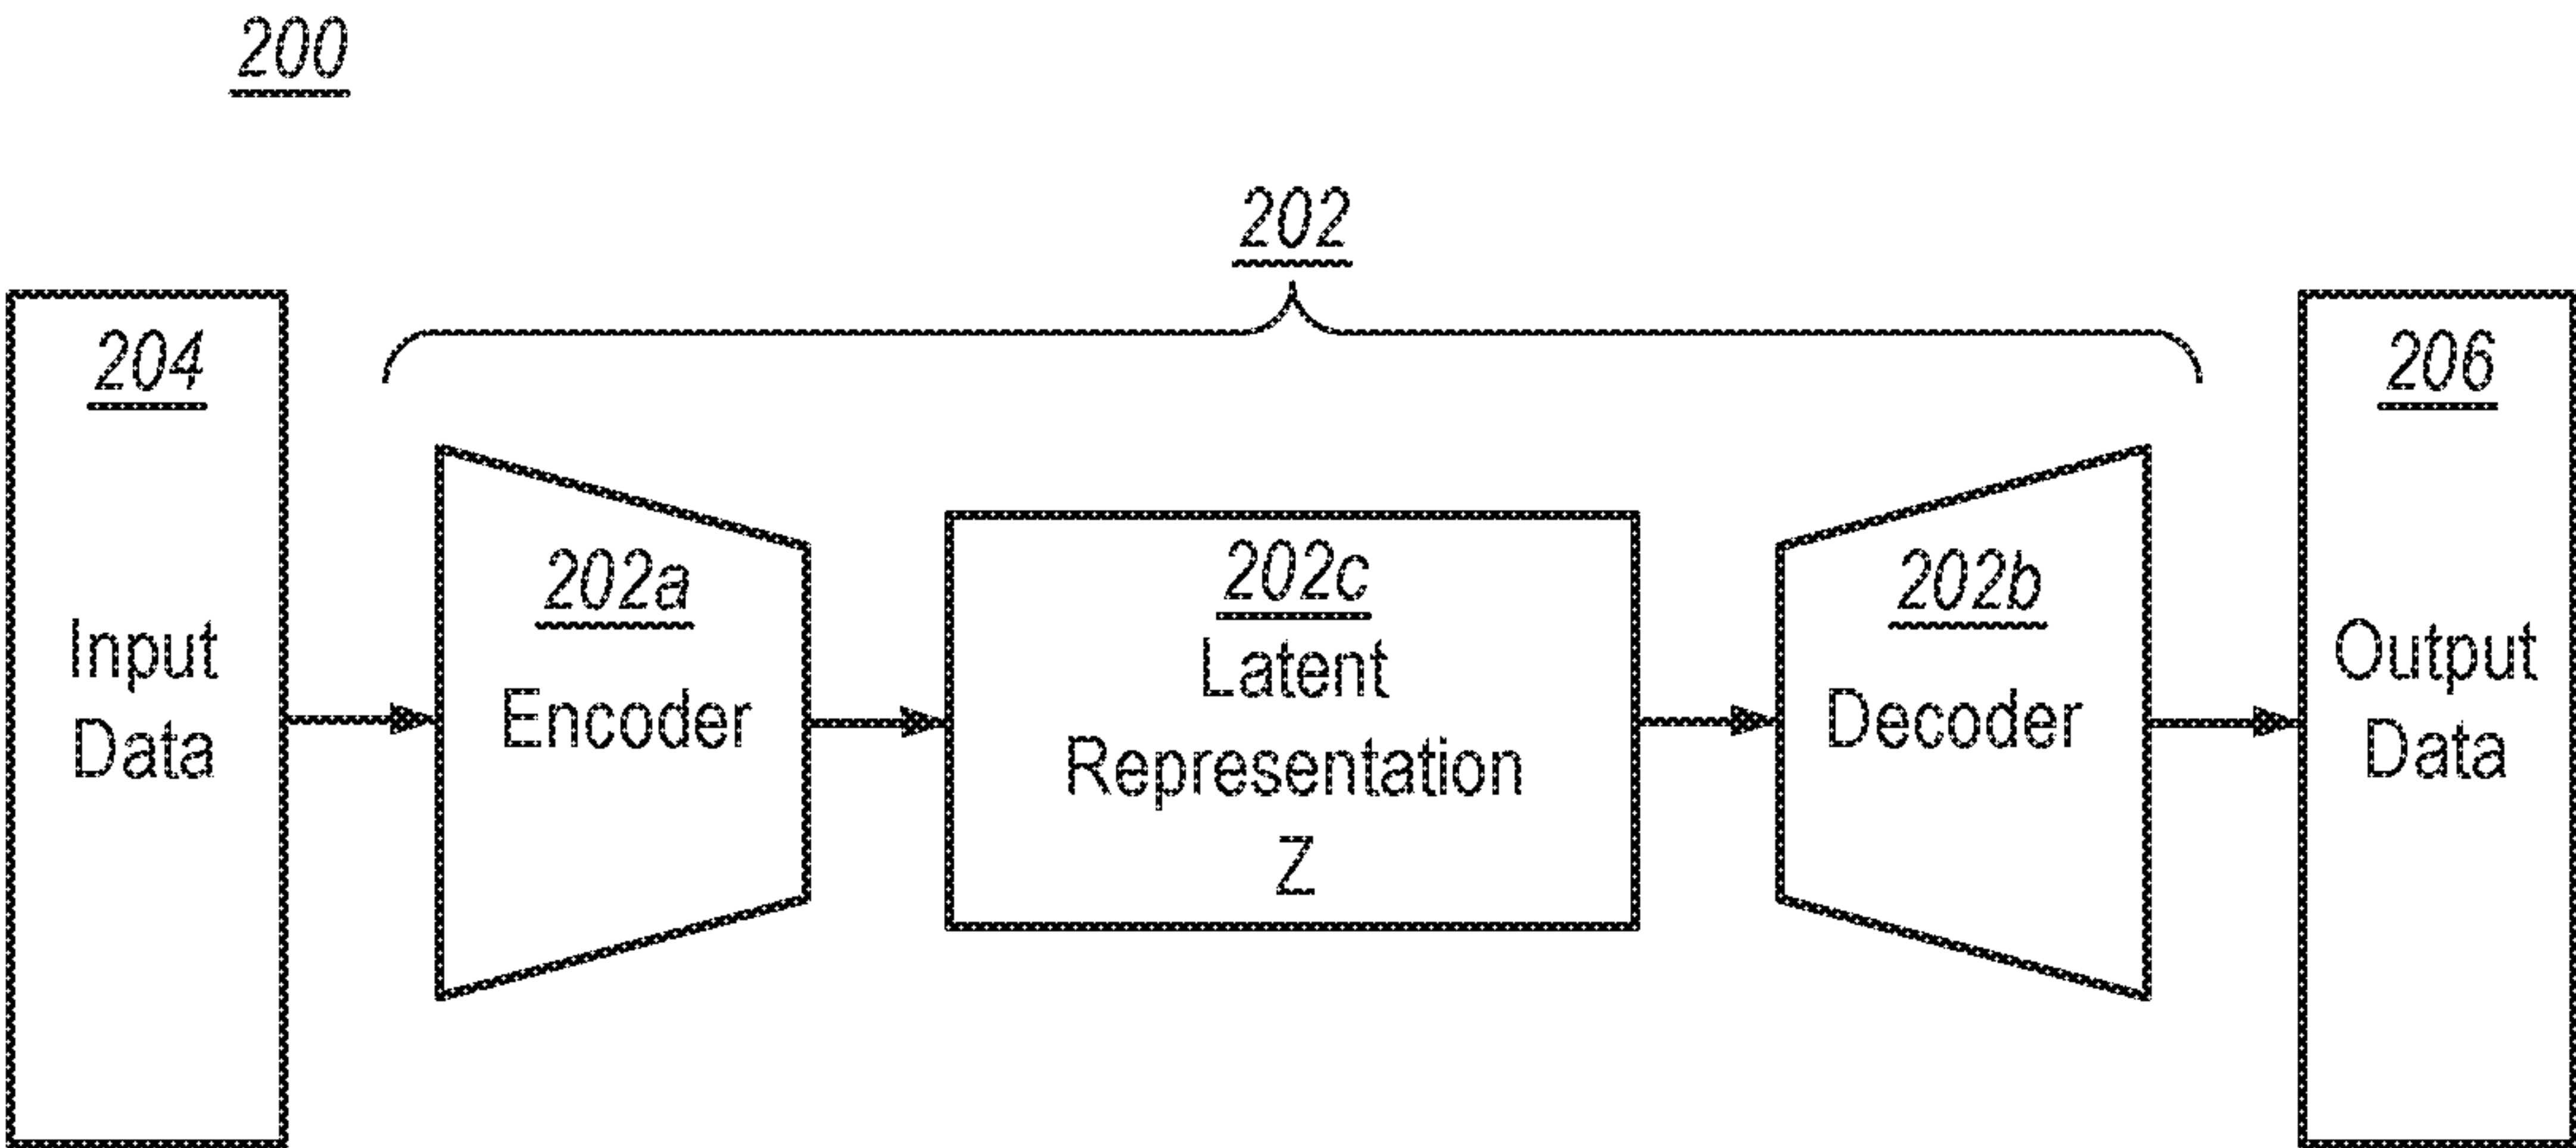 200
202
204
Input
Data
202a
Encoder
202c
Latent
Representation
Z
202b
Decoder
206
Output
Data